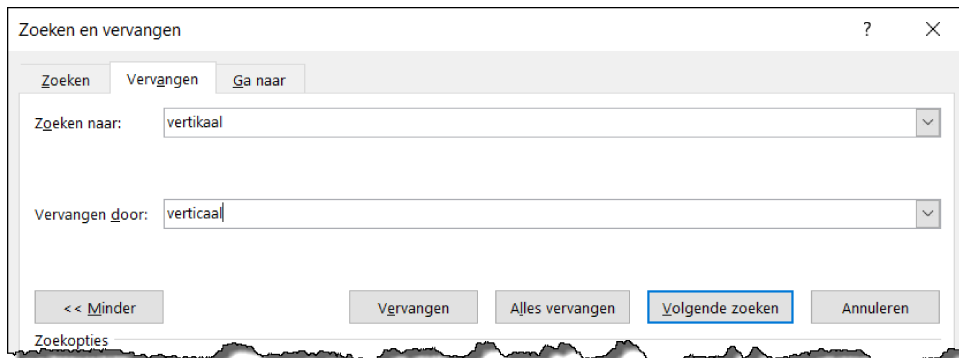 Zoeken en vervangen ?
Zoeken Vervangen Ga naar
Zoeken naar: vertikaal
Vervangen door: verticaal
<< Minder Vervangen Alles vervangen Volgende zoeken Annuleren
Zoekopties